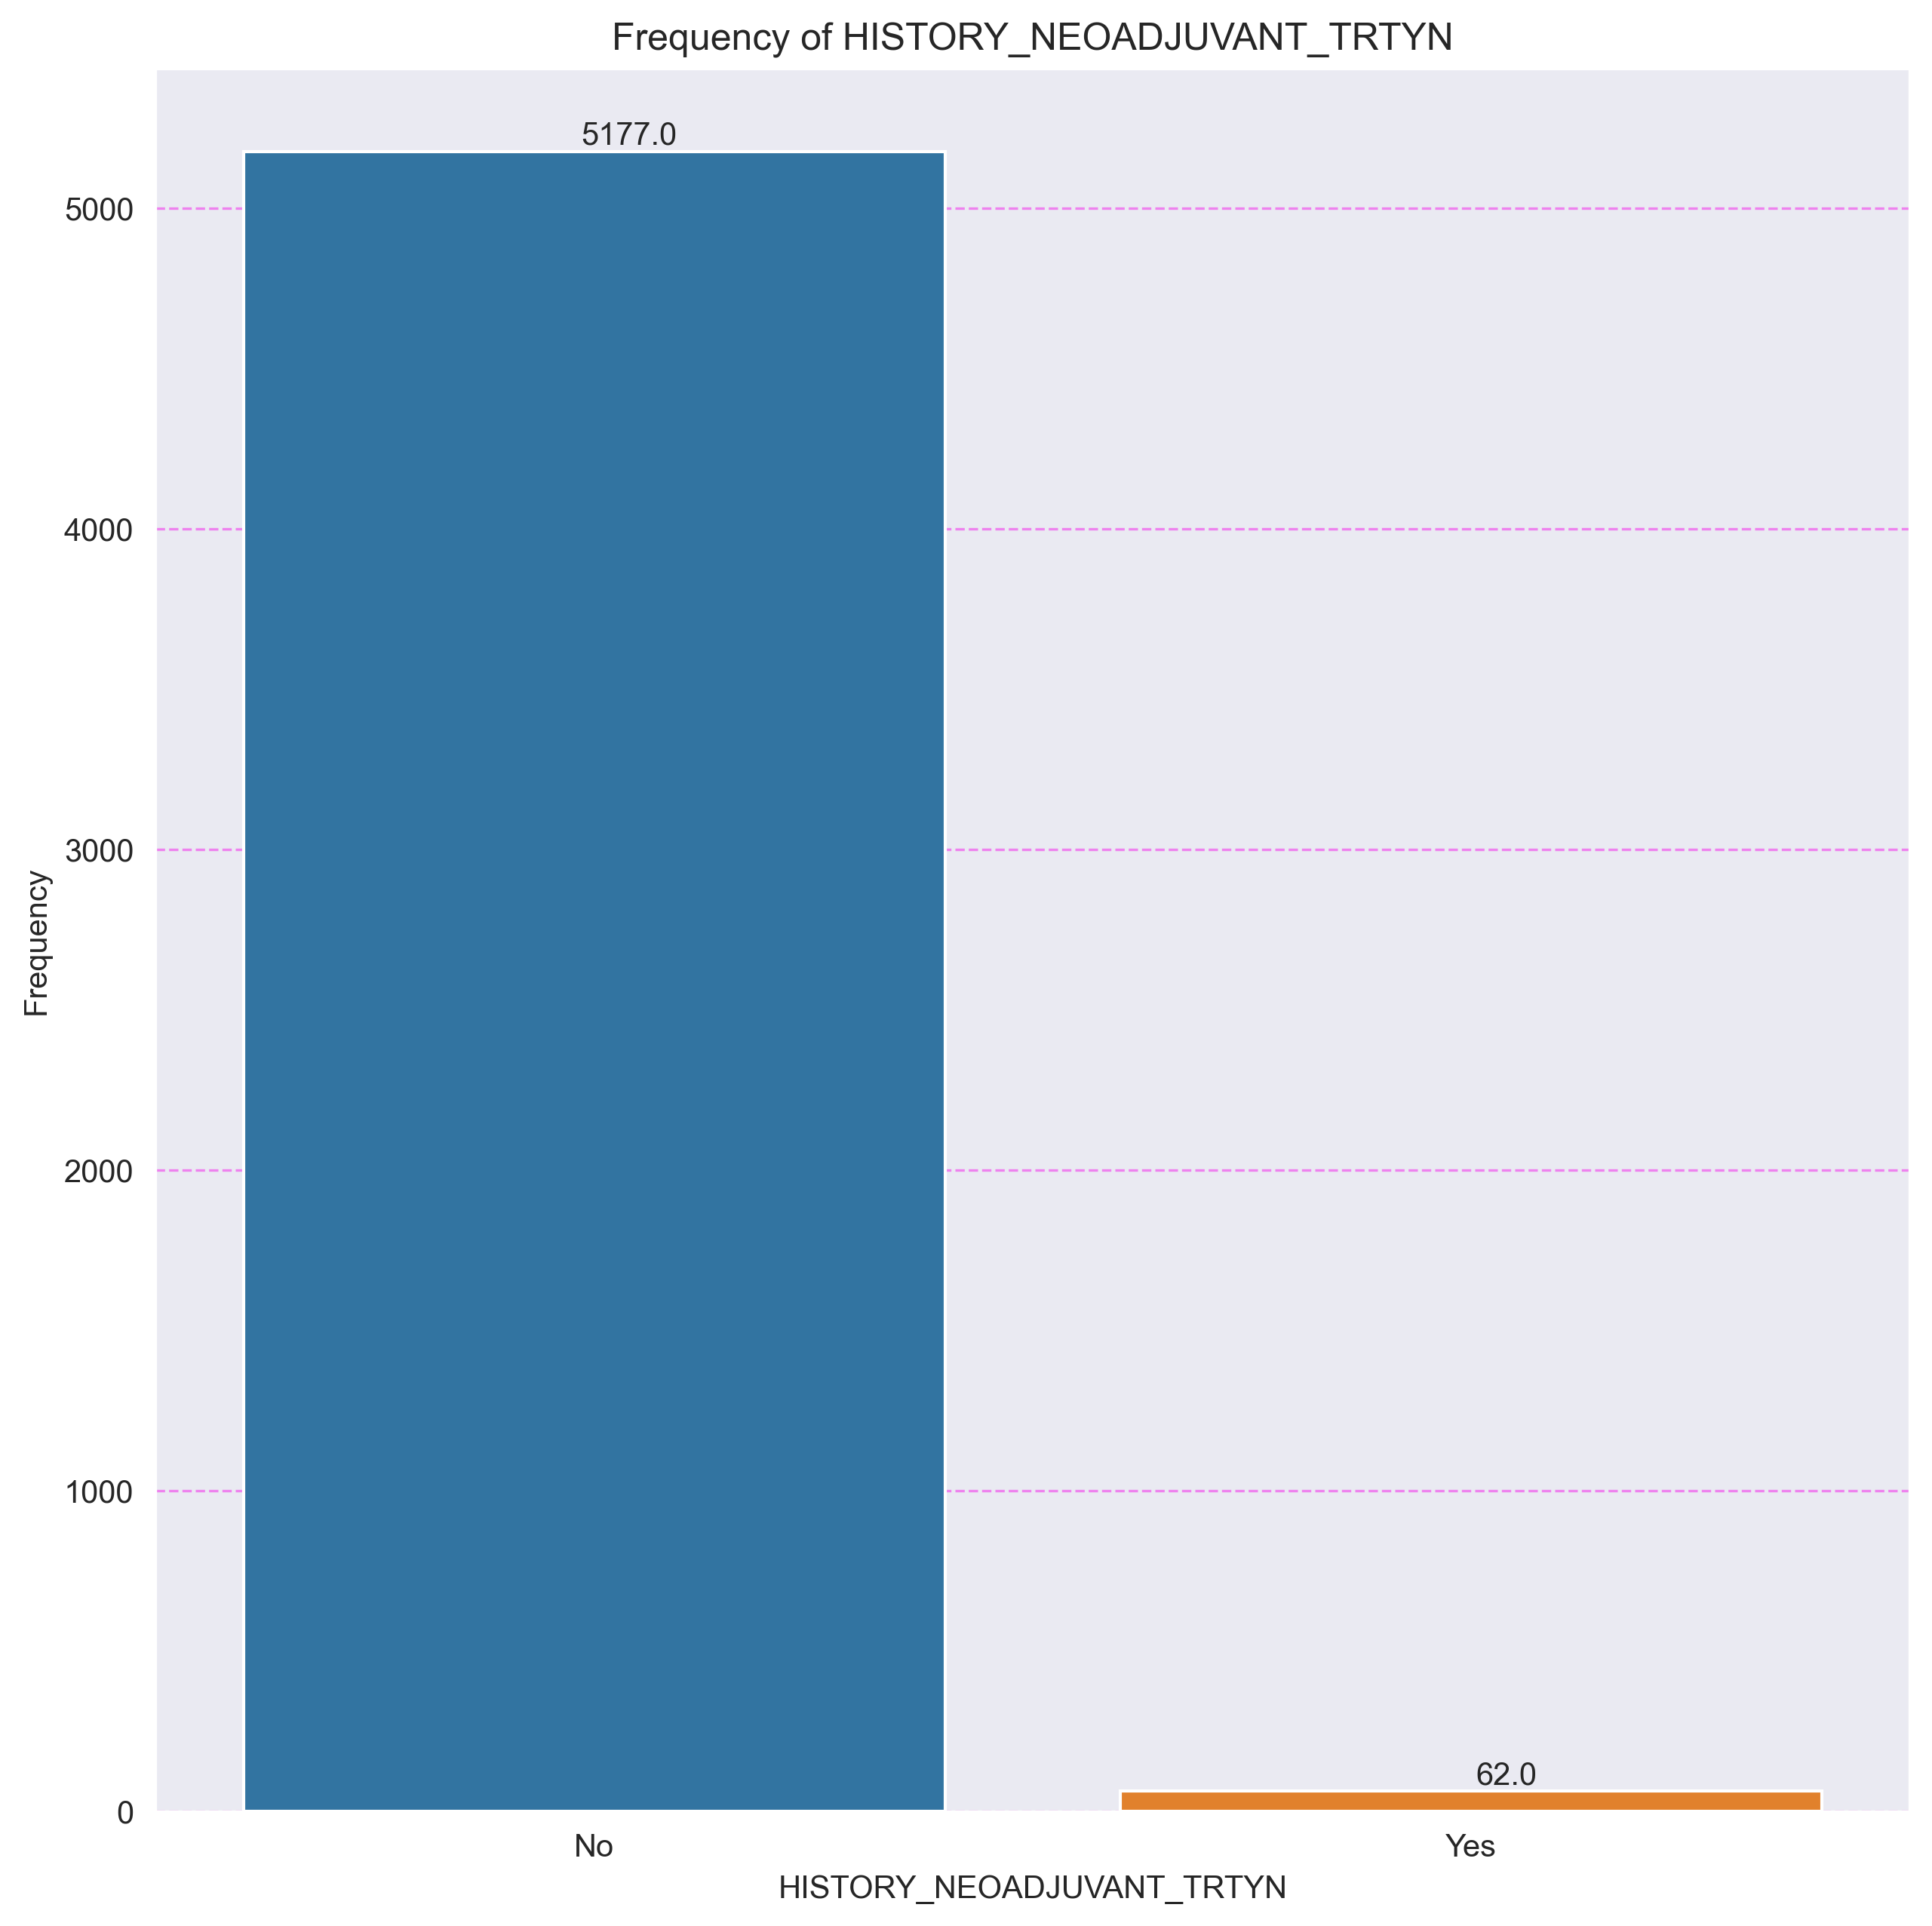 Frequency of HISTORY_NEOADJUVANT_TRTYN
5177.0
5000
4000
3000
2000
1000
0
Frequency
62.0
No
Yes
HISTORY_NEOADJUVANT_TRTYN